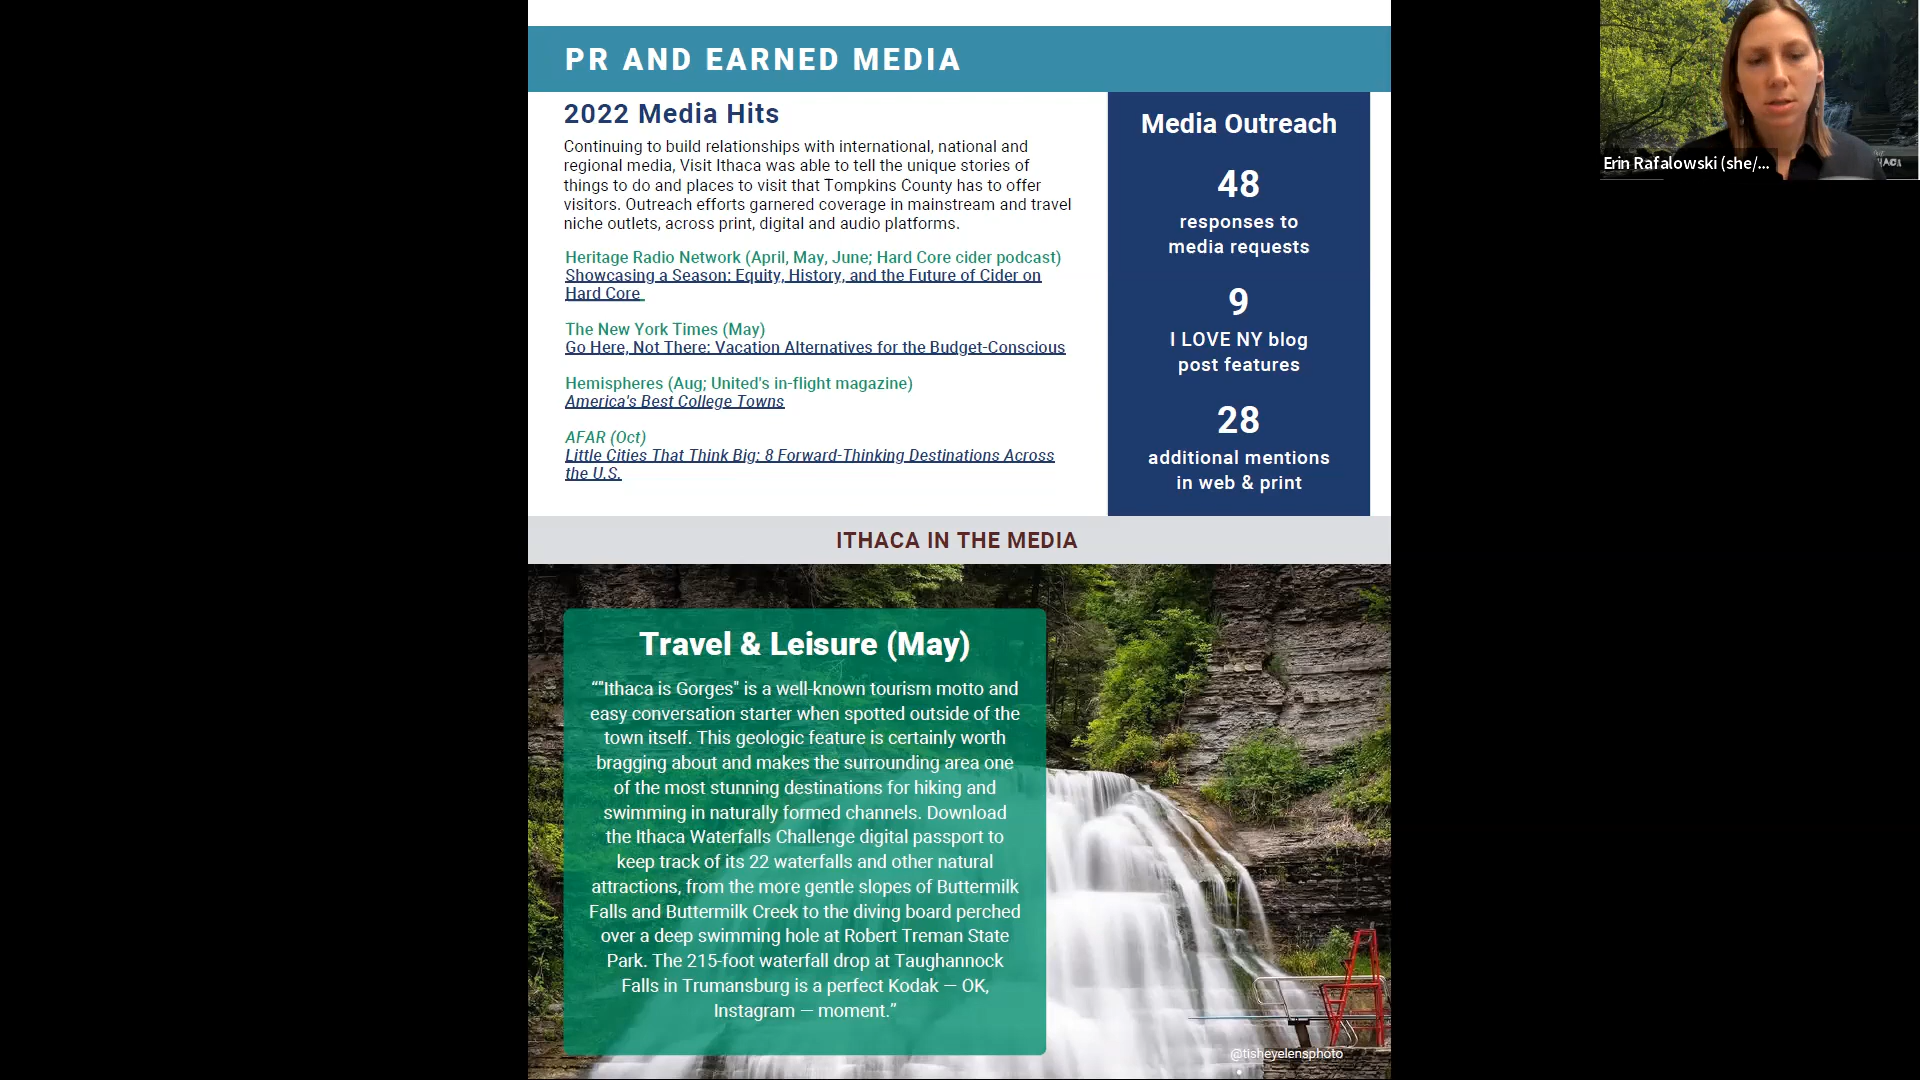 PR AND EARNED MEDIA
2022 Media Hits
Continuing to build relationships with international, national and
regional media, Visit Ithaca was able to tell the unique stories of
things to do and places to visit that Tompkins County has to offer
visitors. Outreach efforts garnered coverage in mainstream and travel
niche outlets, across print, digital and audio platforms.
Heritage Radio Network (April, May, June; Hard Core cider podcast)
Showcasing a Season: Equity, History, and the Future of Cider on
Hard Core
The New York Times (May)
Go Here, Not There: Vacation Alternatives for the Budget-Conscious
Hemispheres (Aug; United's in-flight magazine)
America's Best College Towns
AFAR (Oct)
Little Cities That Think Big: 8 Forward-Thinking Destinations Across
the U.S.
Media Outreach
48
responses to
media requests
9
I LOVE NY blog
post features
28
additional mentions
in web & print
ITHACA IN THE MEDIA
Travel & Leisure (May)
“"Ithaca is Gorges" is a well-known tourism motto and
easy conversation starter when spotted outside of the
town itself. This geologic feature is certainly worth
bragging about and makes the surrounding area one
of the most stunning destinations for hiking and
swimming in naturally formed channels. Download
the Ithaca Waterfalls Challenge digital passport to
keep track of its 22 waterfalls and other natural
attractions, from the more gentle slopes of Buttermilk
Falls and Buttermilk Creek to the diving board perched
over a deep swimming hole at Robert Treman State
Park. The 215-foot waterfall drop at Taughannock
Falls in Trumansburg is a perfect Kodak — OK,
Instagram — moment.”
@tisheyelensphoto
Erin Rafalowski (she/...